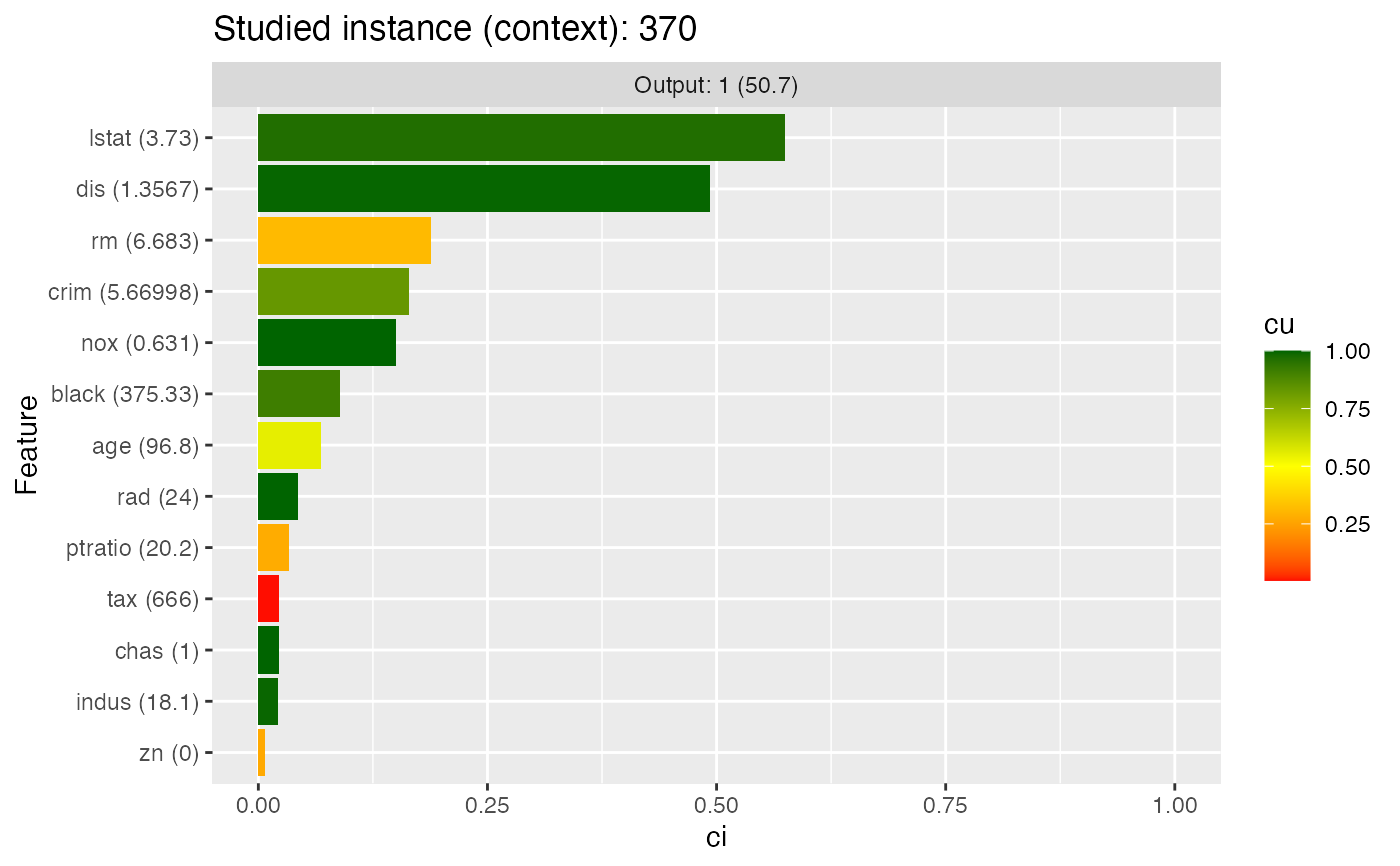 Studied instance (context): 370
Output: 1 (50.7)
Feature
lstat (3.73)
dis (1.3567)
rm (6.683)
crim (5.66998)
nox (0.631)
black (375.33)
age (96.8)
rad (24)
ptratio (20.2)
tax (666)
chas (1)
indus (18.1)
zn (0)
0.00 0.25 0.50 0.75 1.00
ci
cu
1.00
0.75
0.50
0.25